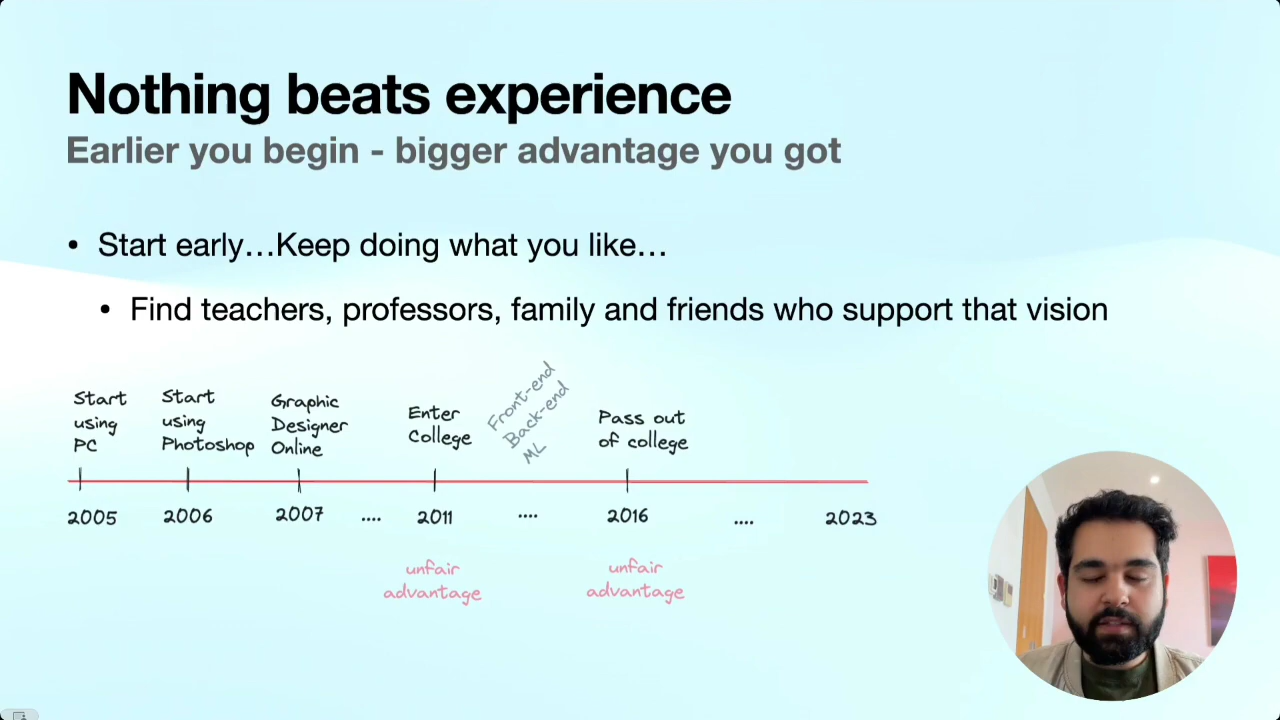 Nothing beats experience
Earlier you begin - bigger advantage you got
• Start early…Keep doing what you like…
• Find teachers, professors, family and friends who support that vision
Start
using
PC
Start
using
Photoshop
Graphic
Designer
Online
Enter
College
Front-end
Back-end
ML
Pass out
of college
2005
2006
2007
....
2011
....
2016
....
2023
unfair
advantage
unfair
advantage